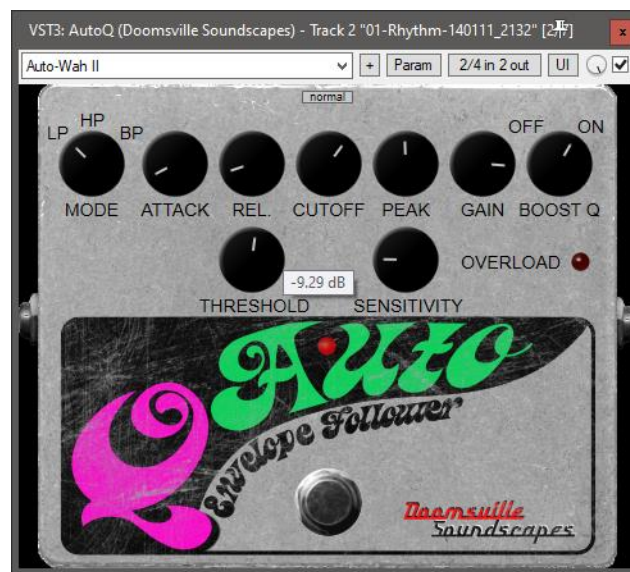 VST3: AutoQ (Doomsville Soundscapes) - Track 2 "01-Rhythm-140111_2132" [2/7] x
Auto-Wah II + Param 2/4 in 2 out UI
normal
LP HP BP OFF ON
MODE ATTACK REL. CUTOFF PEAK GAIN BOOST Q
OVERLOAD
-9.29 dB
THRESHOLD SENSITIVITY
Q Auto
Envelope Follower
Doomsville
Soundscapes